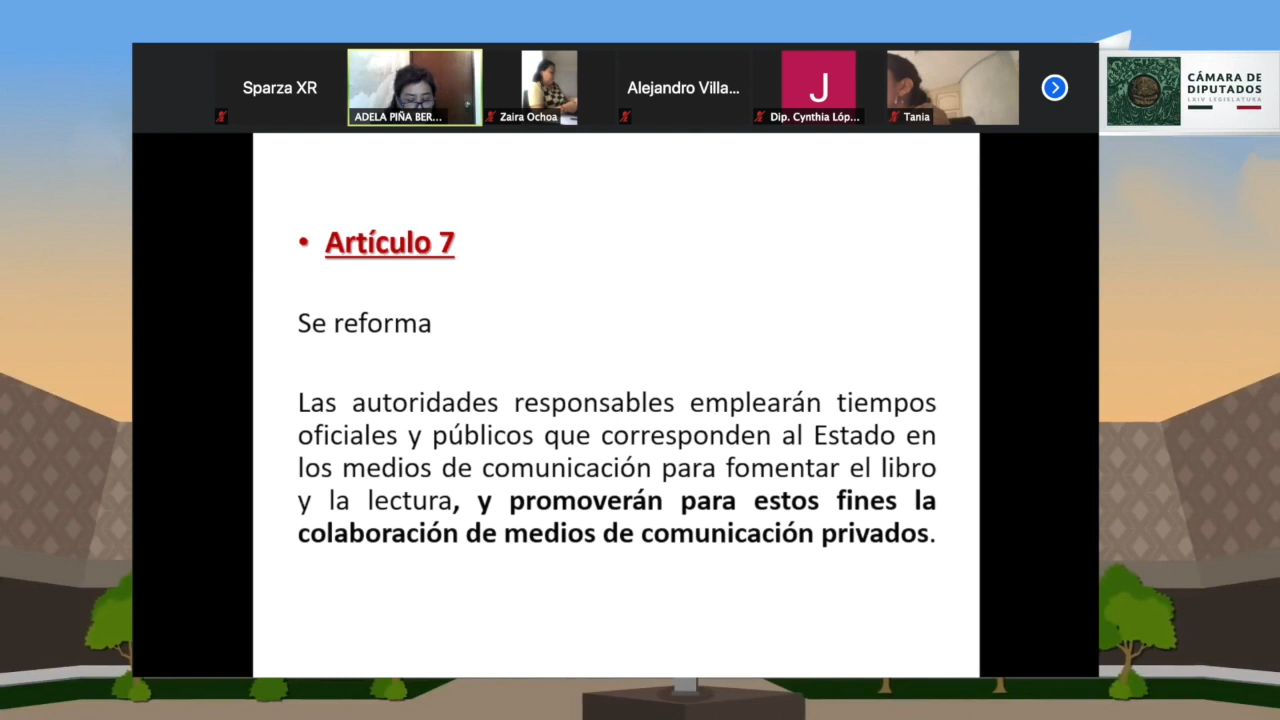 Sparza XR
ADELA PIÑA BER...
Zaira Ochoa
Alejandro Villa...
J
Dip. Cynthia Lóp...
Tania
CÁMARA DE
DIPUTADOS
LXIV LEGISLATURA
• Artículo 7
Se reforma
Las autoridades responsables emplearán tiempos
oficiales y públicos que corresponden al Estado en
los medios de comunicación para fomentar el libro
y la lectura, y promoverán para estos fines la
colaboración de medios de comunicación privados.